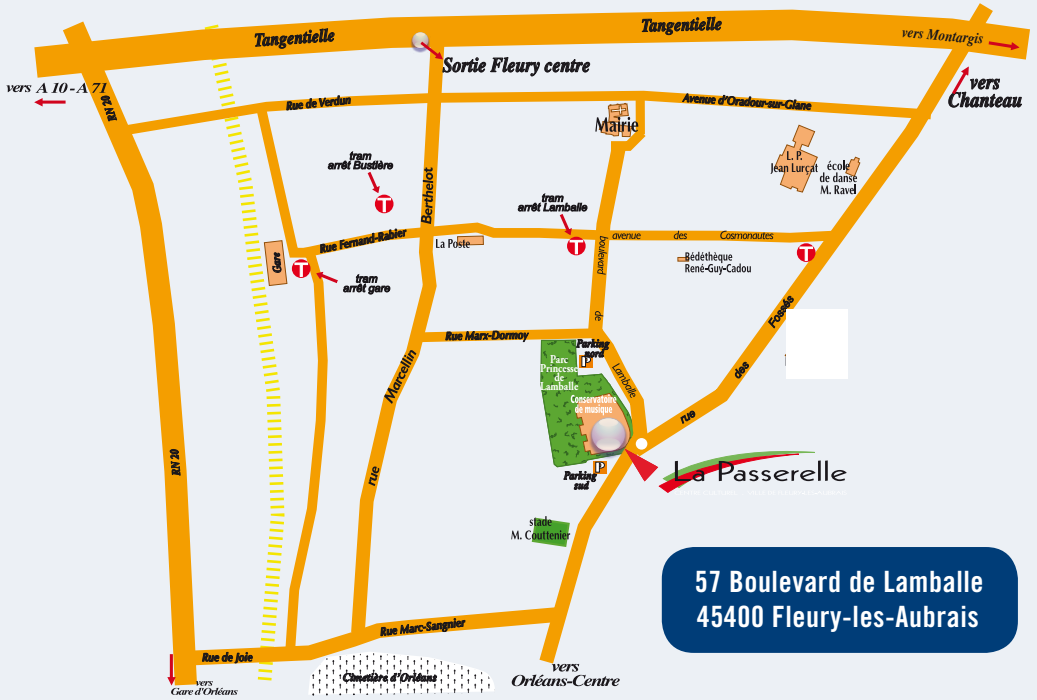 Tangentielle
Tangentielle
vers Montargis
Sortie Fleury centre
vers A 10 - A 71
RN 20
vers
Chanteau
Rue de Verdun
Avenue d'Oradour-sur-Glane
Mairie
L. P.
Jean Lurçat
école
de danse
M. Ravel
tram
arrêt Bustière
T
Berthelot
tram
arrêt Lamballe
T
Rue Fernand-Rabier
La Poste
boulevard
avenue des Cosmonautes
Bédéthèque
René-Guy-Cadou
T
Gare
T
tram
arrêt gare
de
Fossés
Rue Marx-Dormoy
Parking
nord
P
Parc
Princesse
de
Lamballe
Lamballe
Marcellin
des
Conservatoire
de musique
rue
rue
RN 20
P
Parking
sud
La Passerelle
stade
M. Couttenier
57 Boulevard de Lamballe
45400 Fleury-les-Aubrais
Rue Marc-Sangnier
Rue de Joie
Cimetière d'Orléans
vers
Orléans-Centre
vers
Gare d'Orléans